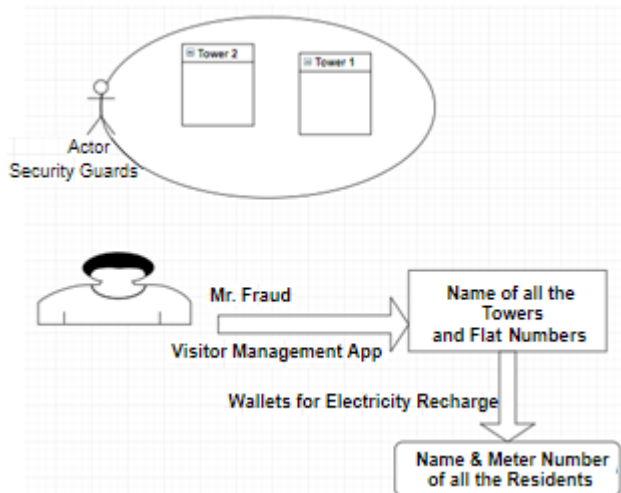 Tower 2
Tower 1
Actor
Security Guards
Mr. Fraud
Visitor Management App
Name of all the
Towers
and Flat Numbers
Wallets for Electricity Recharge
Name & Meter Number
of all the Residents